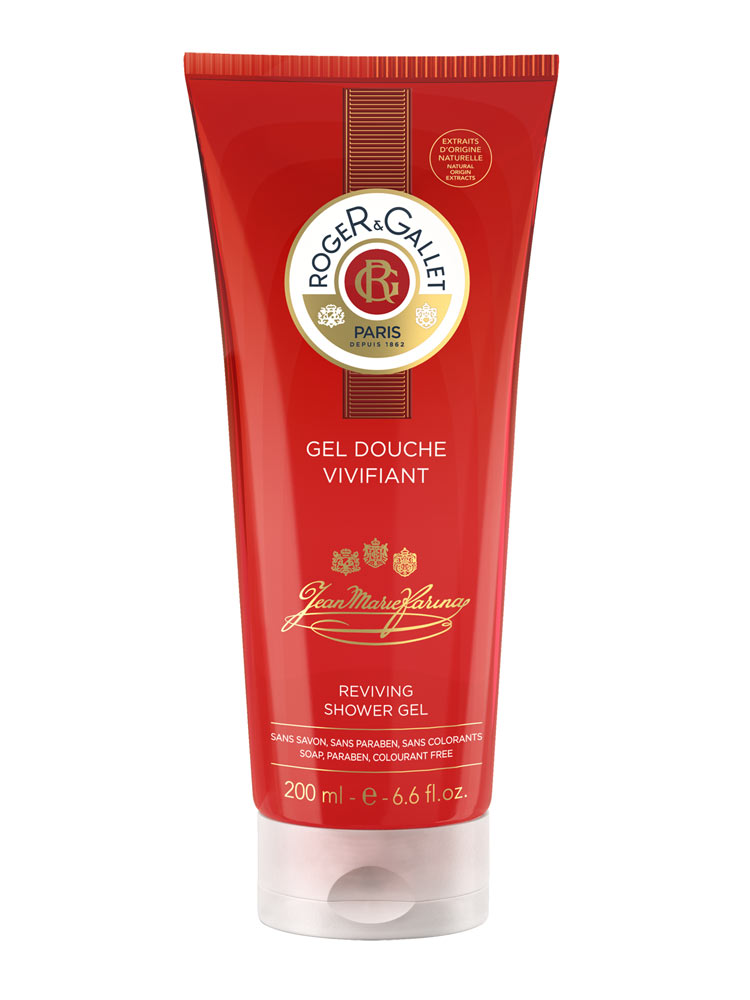 EXTRAITS
D'ORIGINE
NATURELLE
NATURAL
ORIGIN
EXTRACTS
ROGER&GALLET
RG
PARIS
DEPUIS 1862
GEL DOUCHE
VIVIFIANT
Jean Marie Farina
REVIVING
SHOWER GEL
SANS SAVON, SANS PARABEN, SANS COLORANTS
SOAP, PARABEN, COLOURANT FREE
200 ml - e - 6.6 fl.oz.